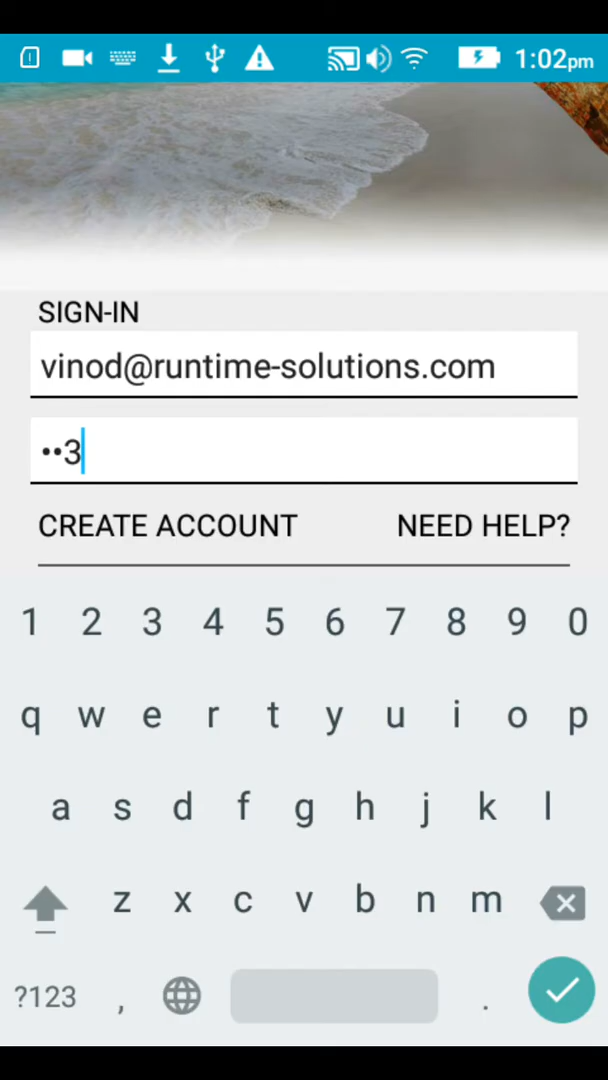 1:02pm
SIGN-IN
vinod@runtime-solutions.com
••3
CREATE ACCOUNT NEED HELP?
1 2 3 4 5 6 7 8 9 0
q w e r t y u i o p
a s d f g h j k l
z x c v b n m
?123 , .